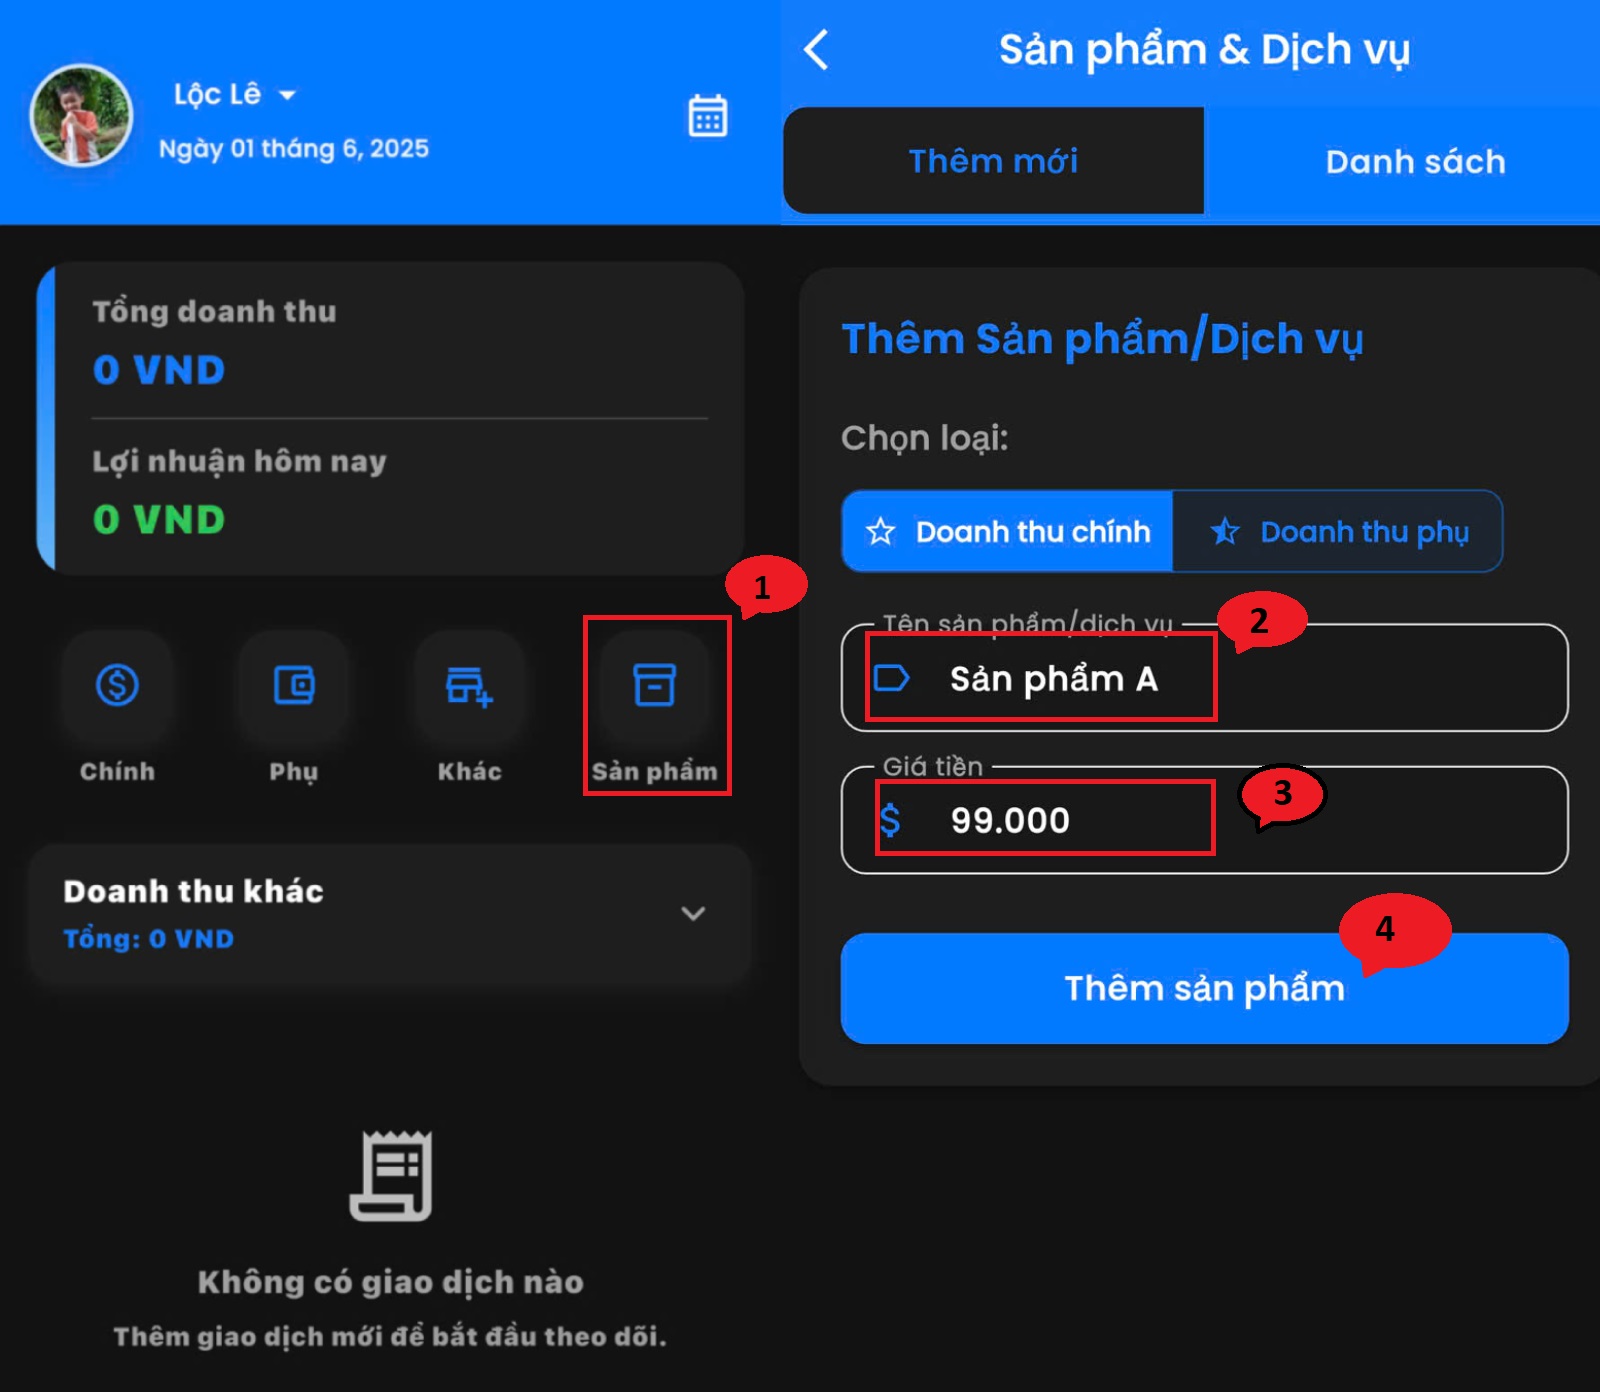 Lộc Lê
Ngày 01 tháng 6, 2025
Tổng doanh thu
0 VND
Lợi nhuận hôm nay
0 VND
1
Chính
Phụ
Khác
Sản phẩm
Doanh thu khác
Tổng: 0 VND
Không có giao dịch nào
Thêm giao dịch mới để bắt đầu theo dõi.
Sản phẩm & Dịch vụ
Thêm mới
Danh sách
Thêm Sản phẩm/Dịch vụ
Chọn loại:
Doanh thu chính
Doanh thu phụ
Tên sản phẩm/dịch vụ
2
Sản phẩm A
Giá tiền
3
$ 99.000
4
Thêm sản phẩm